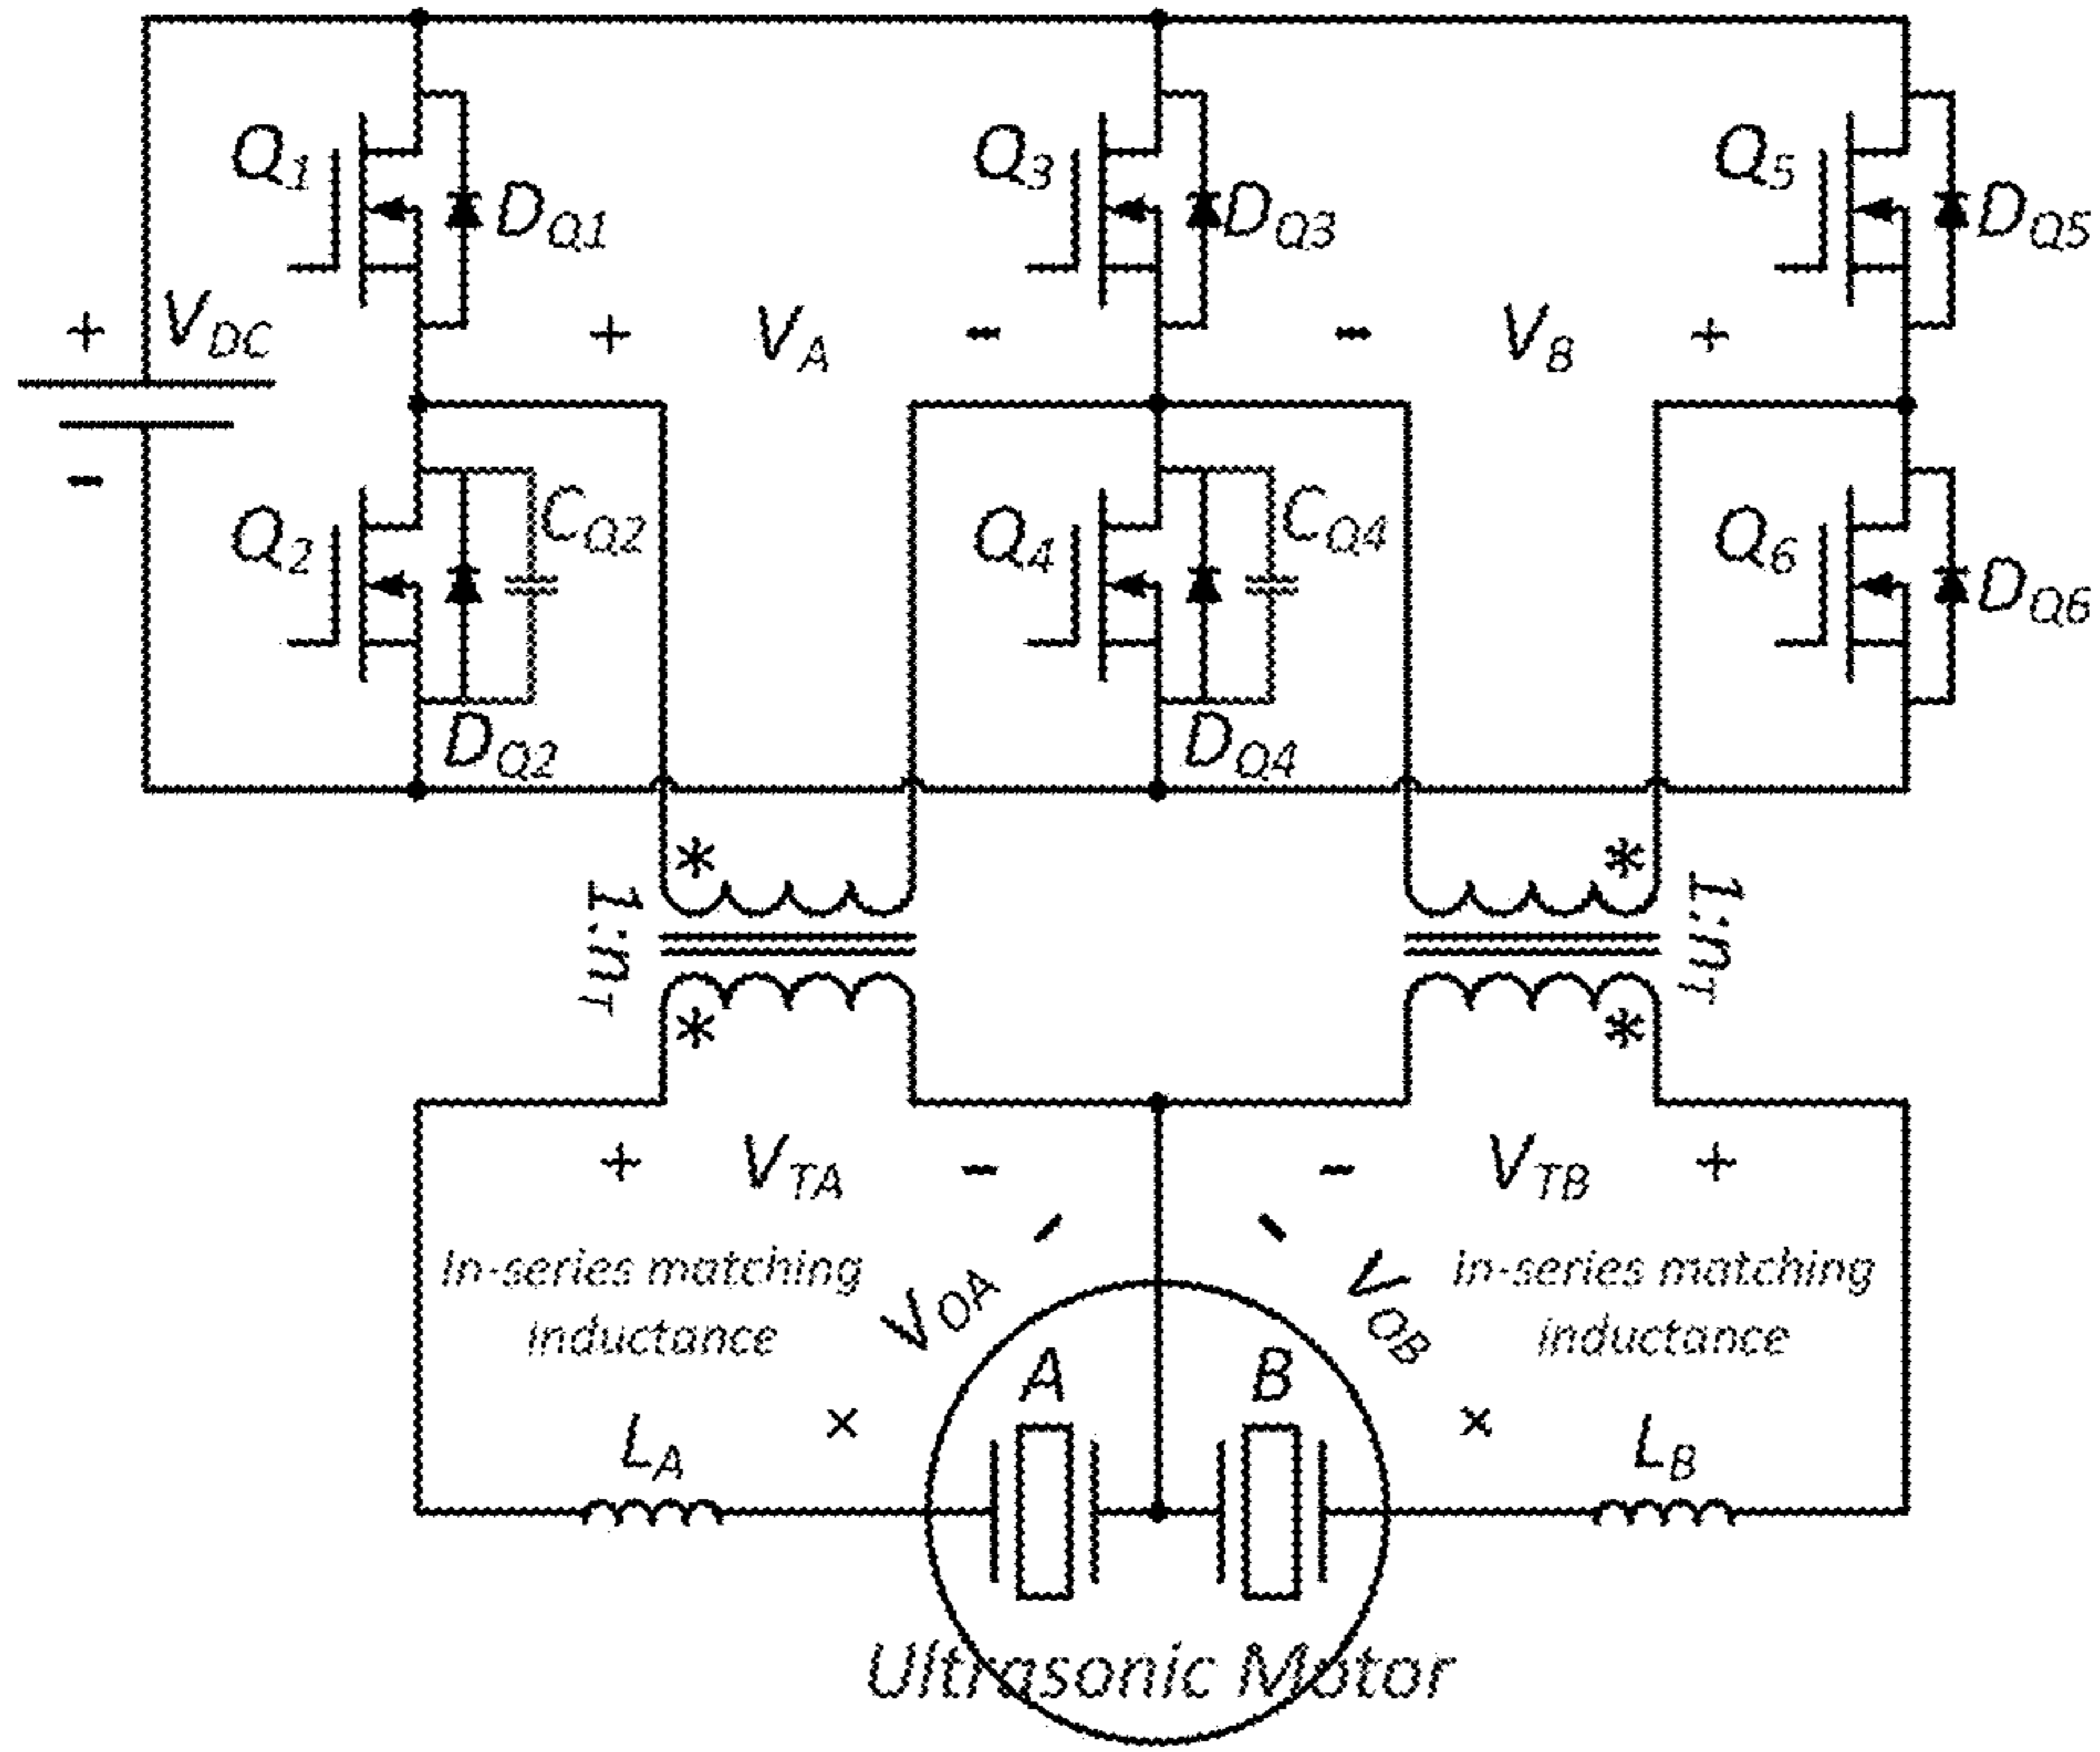 Q1 DQ1 Q3 DQ3 Q5 DQ5
+ VDC + VA - - VB +
-
Q2 CQ2 Q4 CQ4 Q6 DQ6
DQ2 DQ4
* *
1:nT 1:nT
* *
+ VTA - - VTB +
- -
In-series matching
inductance
VOA VOB
In-series matching
inductance
A B
LA + + LB
Ultrasonic Motor